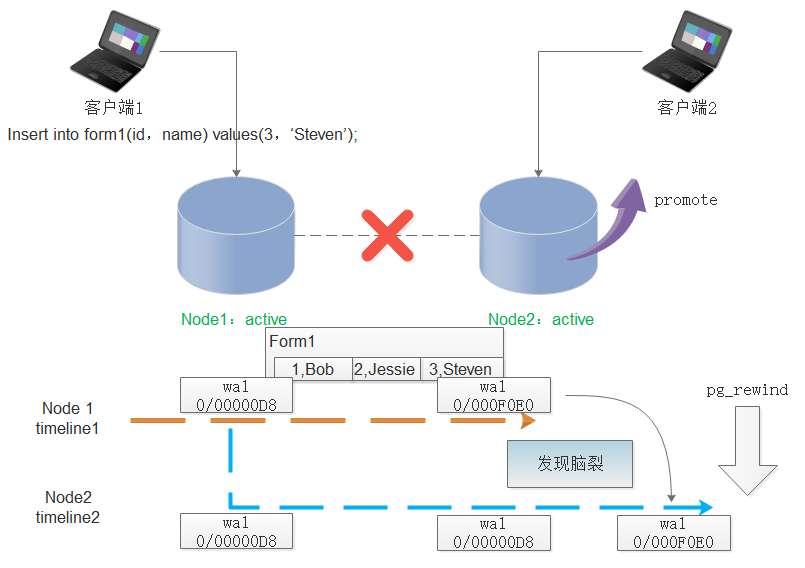 客户端1
客户端2
Insert into form1(id，name) values(3，‘Steven’);
promote
Node1：active
Node2：active
Form1
1,Bob
2,Jessie
3,Steven
wal
0/00000D8
wal
0/000F0E0
pg_rewind
Node 1
timeline1
发现脑裂
Node2
timeline2
wal
0/00000D8
wal
0/00000D8
wal
0/000F0E0